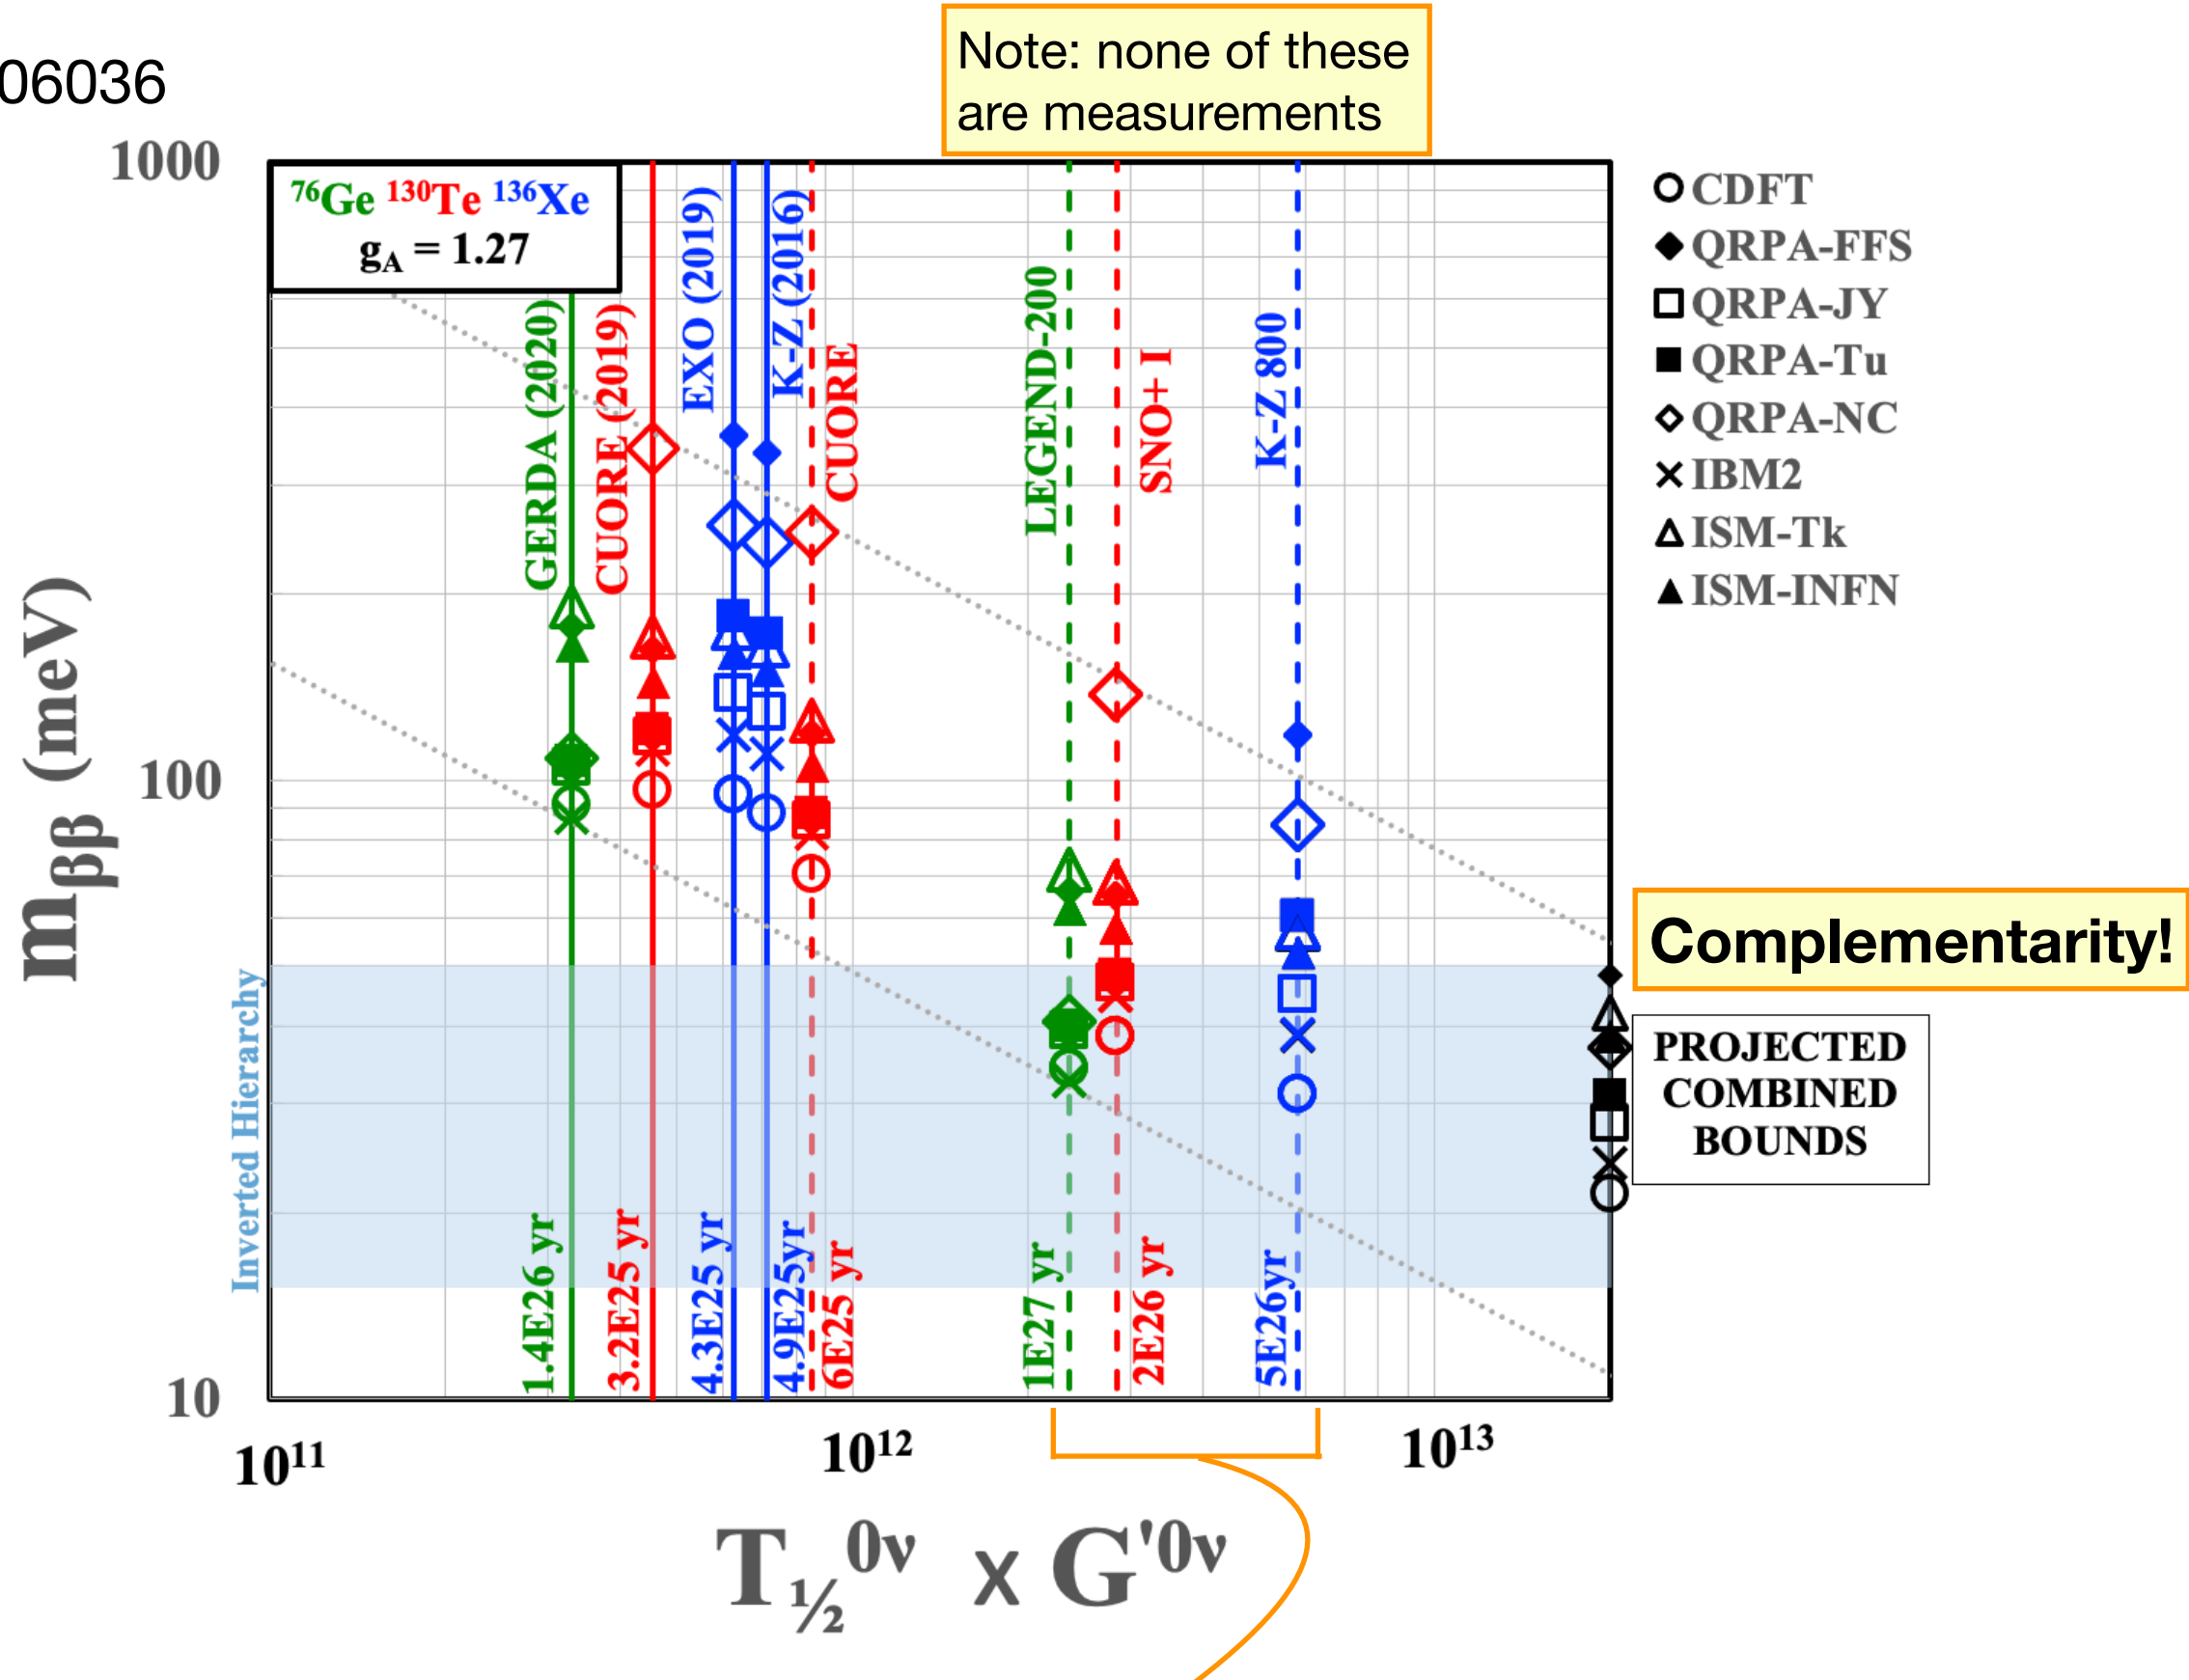 06036
Note: none of these
are measurements
1000
100
10
mββ (meV)
⁷⁶Ge ¹³⁰Te ¹³⁶Xe
g_A = 1.27
GERDA (2020)
CUORE (2019)
EXO (2019)
K-Z (2016)
CUORE
LEGEND-200
SNO+ I
K-Z 800
CDFT
QRPA-FFS
QRPA-JY
QRPA-Tu
QRPA-NC
IBM2
ISM-Tk
ISM-INFN
Complementarity!
PROJECTED
COMBINED
BOUNDS
Inverted Hierarchy
1.4E26 yr
3.2E25 yr
4.3E25 yr
4.9E25yr
6E25 yr
1E27 yr
2E26 yr
5E26yr
10¹¹
10¹²
10¹³
T½⁰ᵛ x G'⁰ᵛ